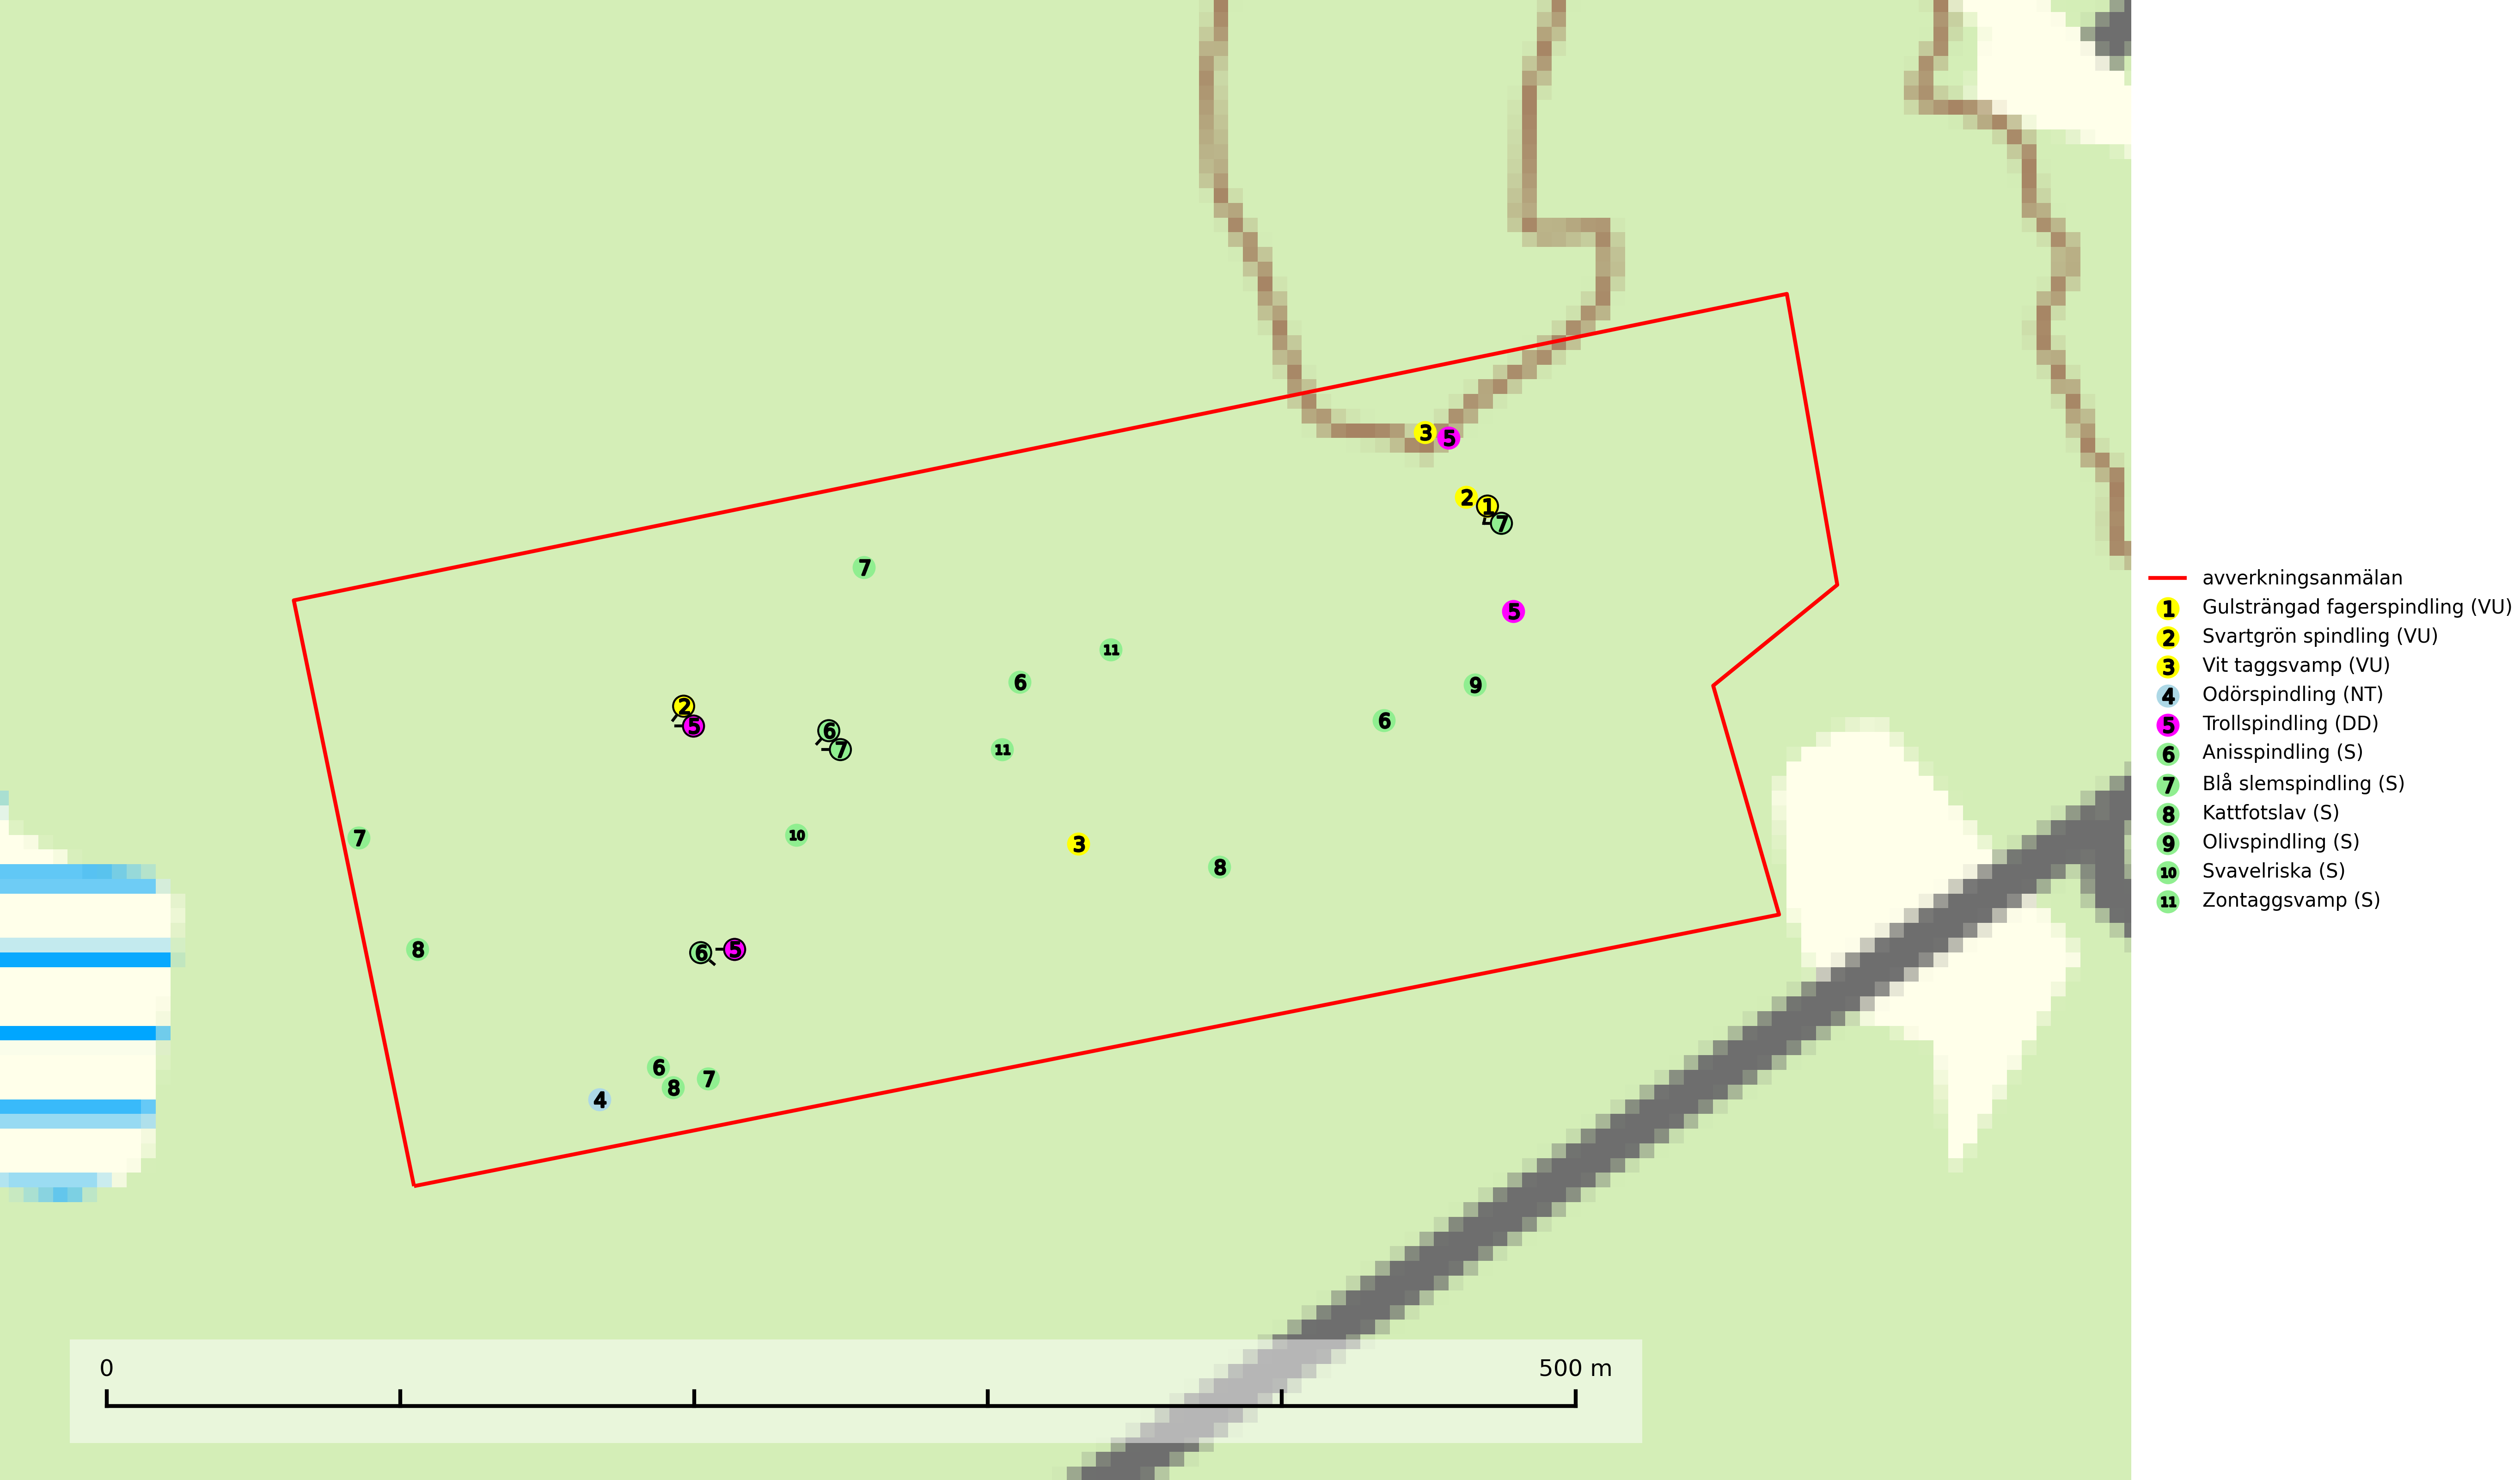 3 5
2 1
7
7
5
11
6
9
2
6
5
6
7
11
7
10
3
8
8
6 5
6
7
8
4
0 500 m
avverkningsanmälan
1 Gulsträngad fagerspindling (VU)
2 Svartgrön spindling (VU)
3 Vit taggsvamp (VU)
4 Odörspindling (NT)
5 Trollspindling (DD)
6 Anisspindling (S)
7 Blå slemspindling (S)
8 Kattfotslav (S)
9 Olivspindling (S)
10 Svavelriska (S)
11 Zontaggsvamp (S)